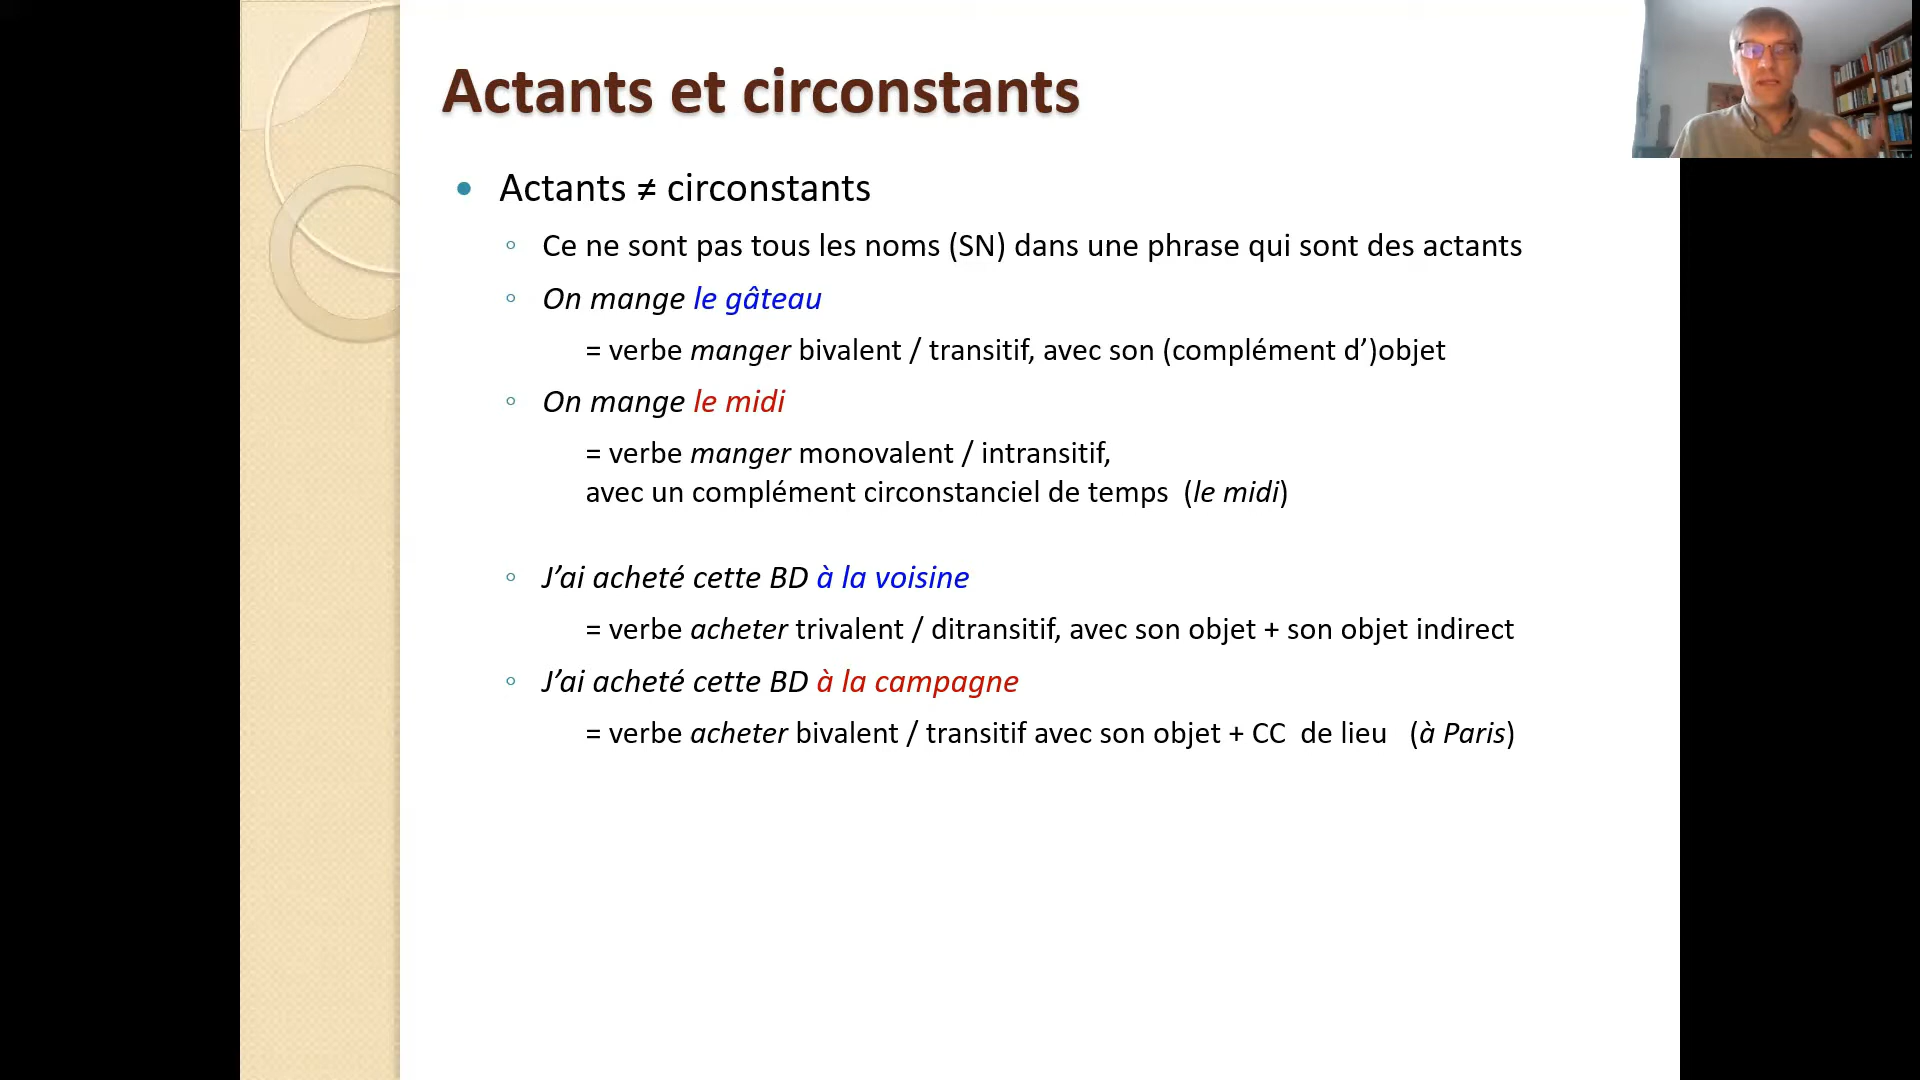 Actants et circonstants
• Actants ≠ circonstants
◦ Ce ne sont pas tous les noms (SN) dans une phrase qui sont des actants
◦ On mange le gâteau
= verbe manger bivalent / transitif, avec son (complément d’)objet
◦ On mange le midi
= verbe manger monovalent / intransitif,
avec un complément circonstanciel de temps (le midi)
◦ J’ai acheté cette BD à la voisine
= verbe acheter trivalent / ditransitif, avec son objet + son objet indirect
◦ J’ai acheté cette BD à la campagne
= verbe acheter bivalent / transitif avec son objet + CC de lieu (à Paris)